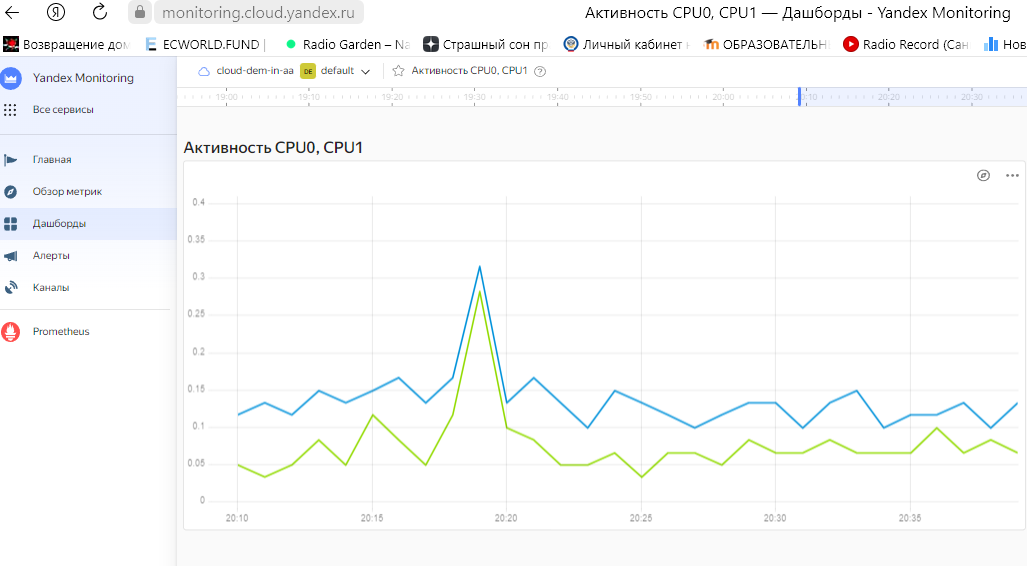 Я monitoring.cloud.yandex.ru Активность CPU0, CPU1 — Дашборды - Yandex Monitoring
Возвращение дом ECWORLD.FUND | Radio Garden – Na Страшный сон пр Личный кабинет ОБРАЗОВАТЕЛЬН Radio Record (Сан Нов
Yandex Monitoring
Все сервисы
Главная
Обзор метрик
Дашборды
Алерты
Каналы
Prometheus
cloud-dem-in-aa DE default Активность CPU0, CPU1 ?
19:00 19:10 19:20 19:30 19:40 19:50 20:00 20:10 20:20 20:30
Активность CPU0, CPU1
0.4
0.35
0.3
0.25
0.2
0.15
0.1
0.05
0
20:10 20:15 20:20 20:25 20:30 20:35